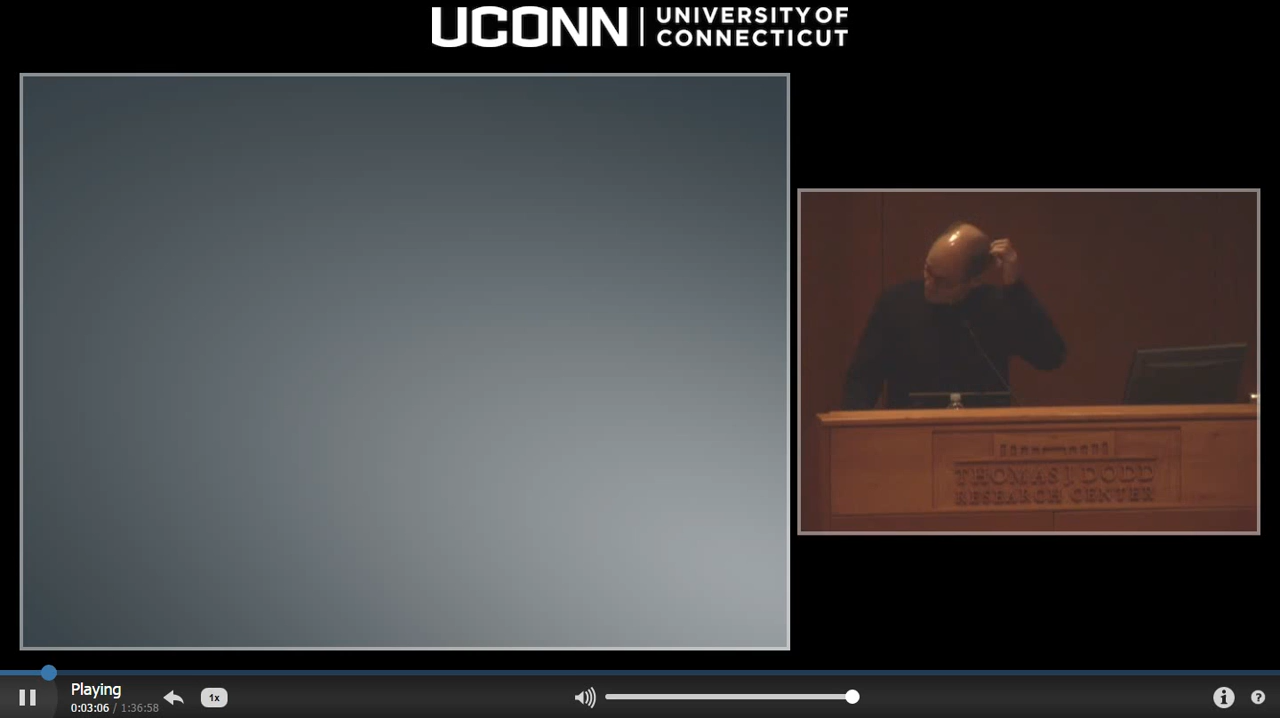 UCONN
UNIVERSITY OF
CONNECTICUT
THOMAS J. DODD
RESEARCH CENTER
Playing
0:03:06 / 1:36:58
1x
i
?